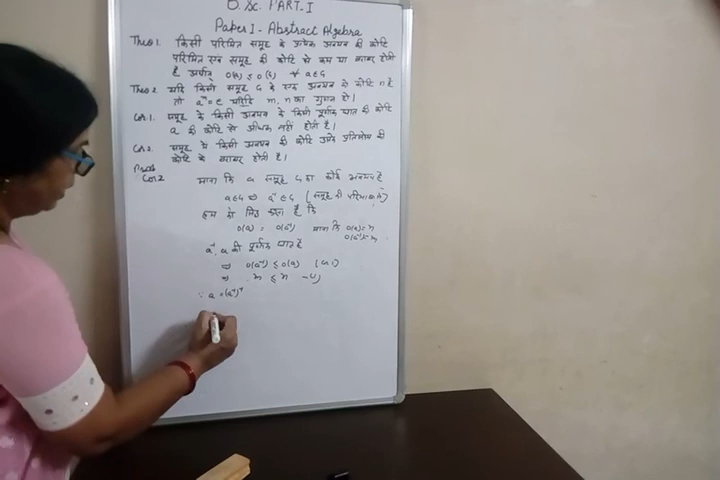 B.Sc. PART-I
Paper I - Abstract Algebra
Theo 1. किसी परिमित समूह के प्रत्येक अवयव की कोटि
परिमित एवं समूह की कोटि से कम या बराबर होती
है अर्थात् o(a) ≤ o(G) ∀ a∈G
Theo 2. यदि किसी समूह G के एक अवयव की कोटि n है
तो aᵐ = e यदि m, n का गुणज हो।
Cor 1. समूह के किसी अवयव के किसी पूर्णांक घात की कोटि
a की कोटि से अधिक नहीं होती है।
Cor 2. समूह के किसी अवयव की कोटि उसके प्रतिलोम की
कोटि के बराबर होती है।
Proof
Cor 2 माना कि a समूह G का कोई अवयव है
a∈G ⇒ a⁻¹ ∈ G (समूह की परिभाषा से)
हम को सिद्ध करना है कि
o(a) = o(a⁻¹) माना कि o(a) = n
o(a⁻¹) = m
a⁻¹, a की पूर्णांक घात है
⇒ o(a⁻¹) ≤ o(a) (Cor 1)
⇒ m ≤ n -(1)
∵ a = (a⁻¹)⁻¹